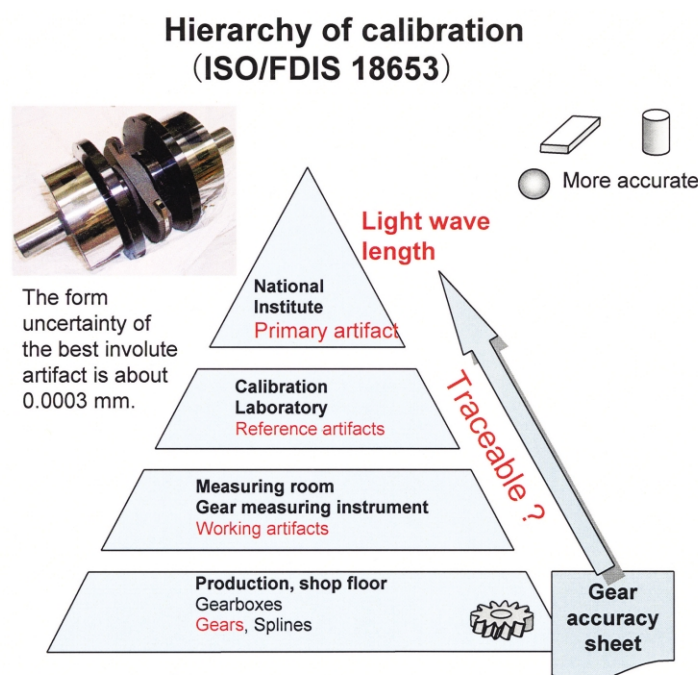 Hierarchy of calibration
（ISO/FDIS 18653）
More accurate
Light wave
length
The form
uncertainty of
the best involute
artifact is about
0.0003 mm.
National
Institute
Primary artifact
Calibration
Laboratory
Reference artifacts
Traceable ?
Measuring room
Gear measuring instrument
Working artifacts
Production, shop floor
Gearboxes
Gears, Splines
Gear
accuracy
sheet